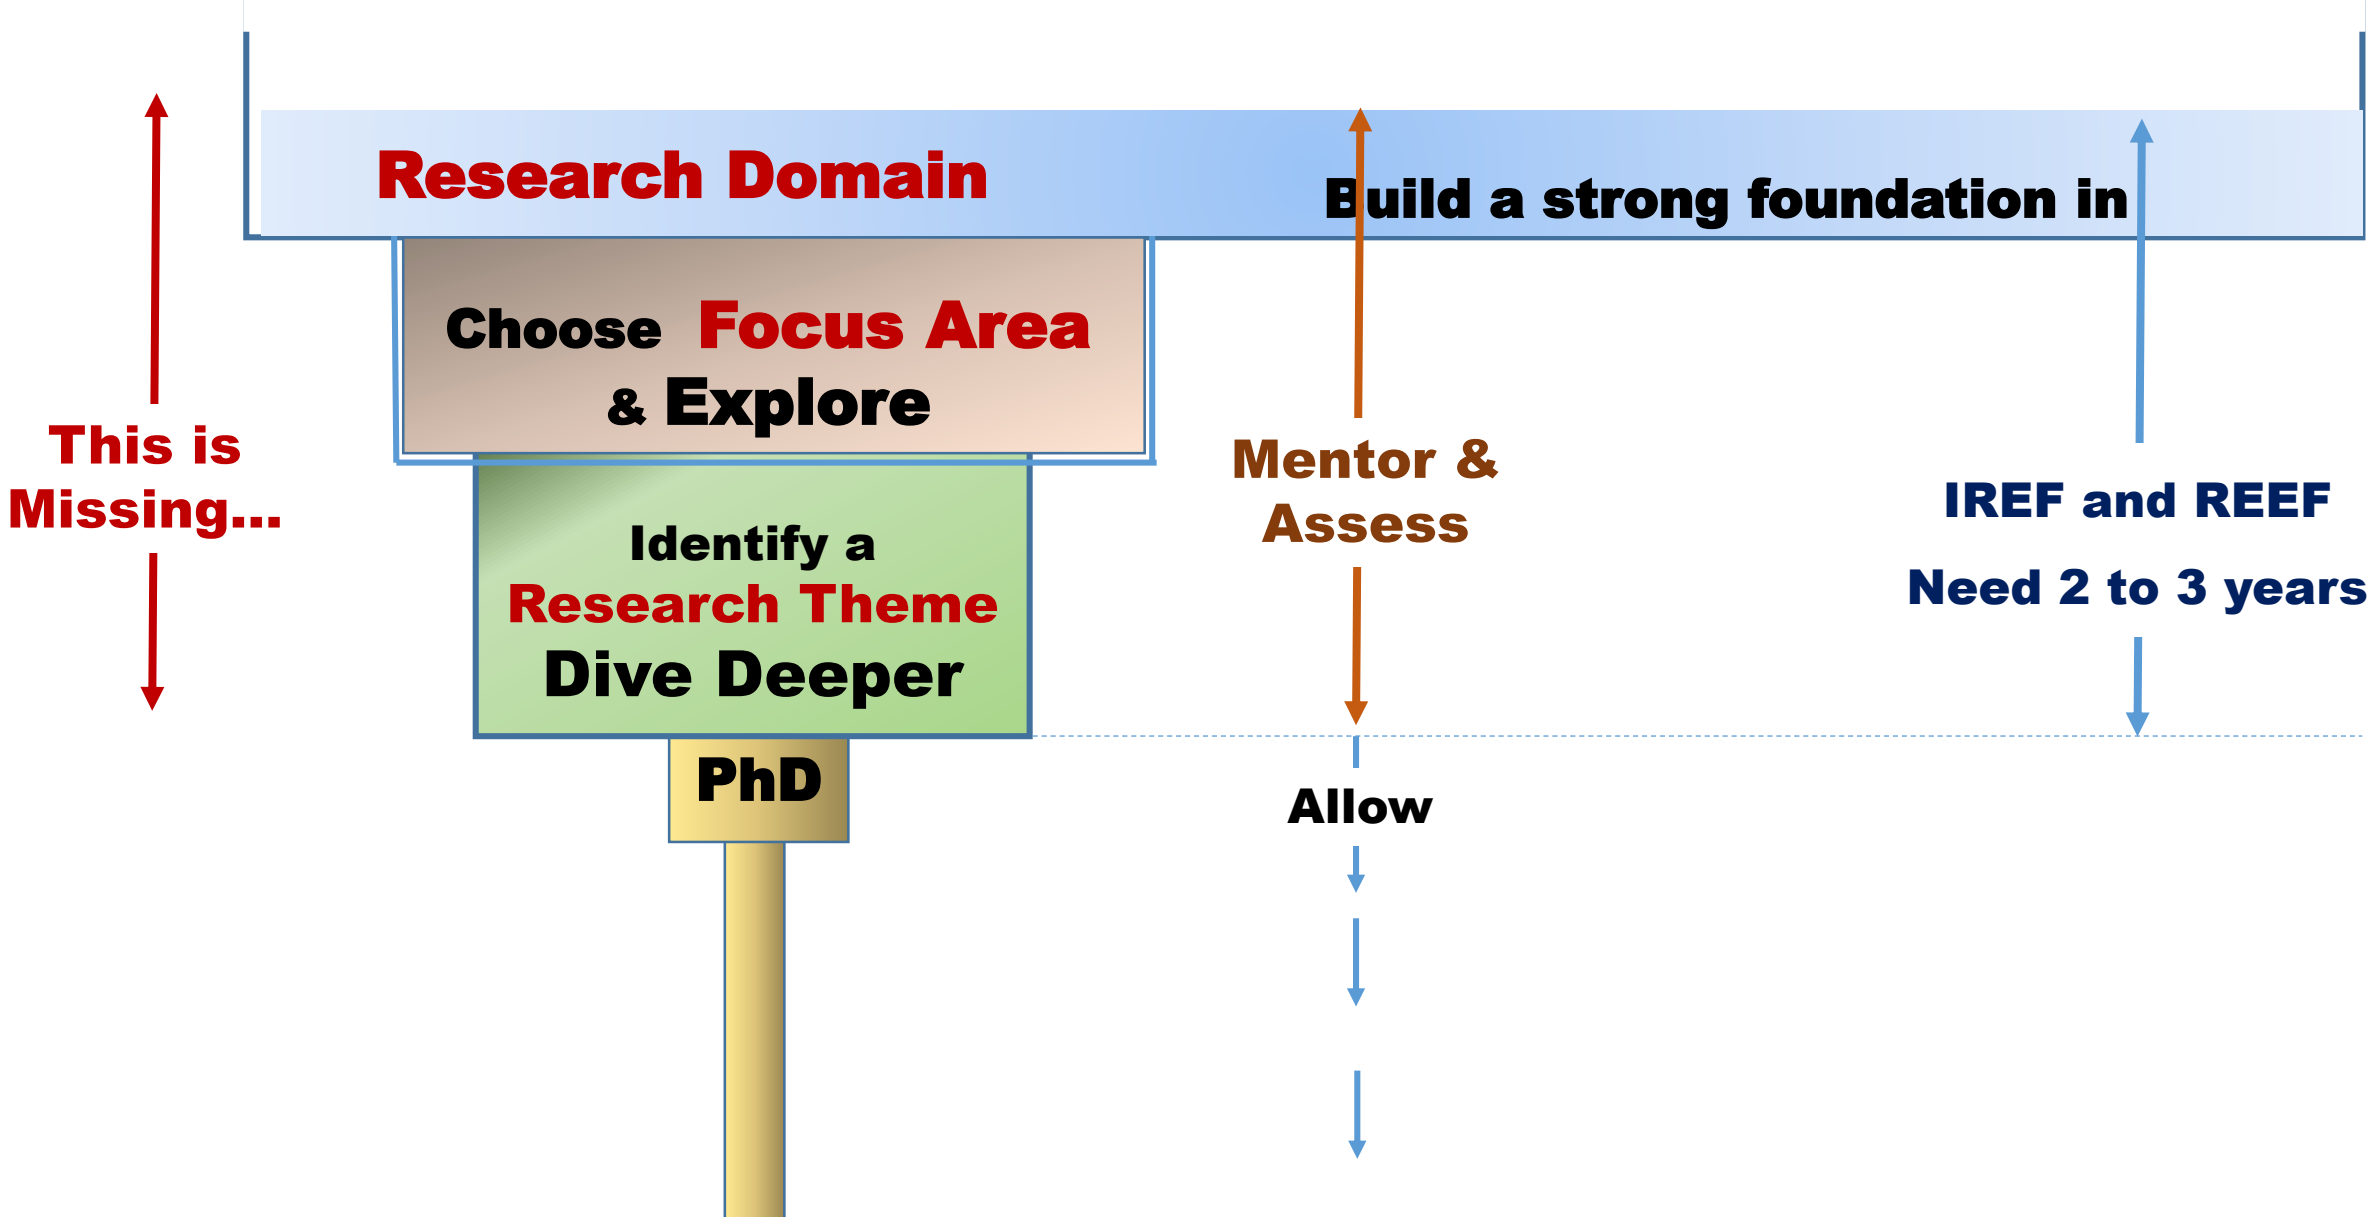 Research Domain
Build a strong foundation in
Choose Focus Area
& Explore
This is
Missing...
Mentor &
Assess
IREF and REEF
Need 2 to 3 years
Identify a
Research Theme
Dive Deeper
PhD
Allow